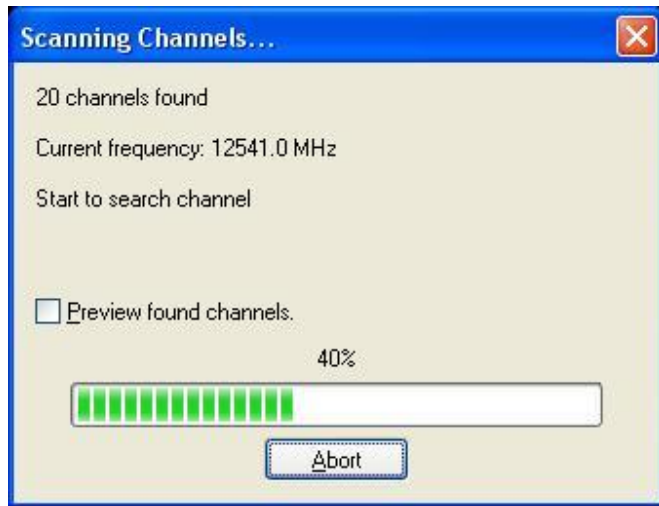 Scanning Channels...
20 channels found
Current frequency: 12541.0 MHz
Start to search channel
Preview found channels.
40%
Abort